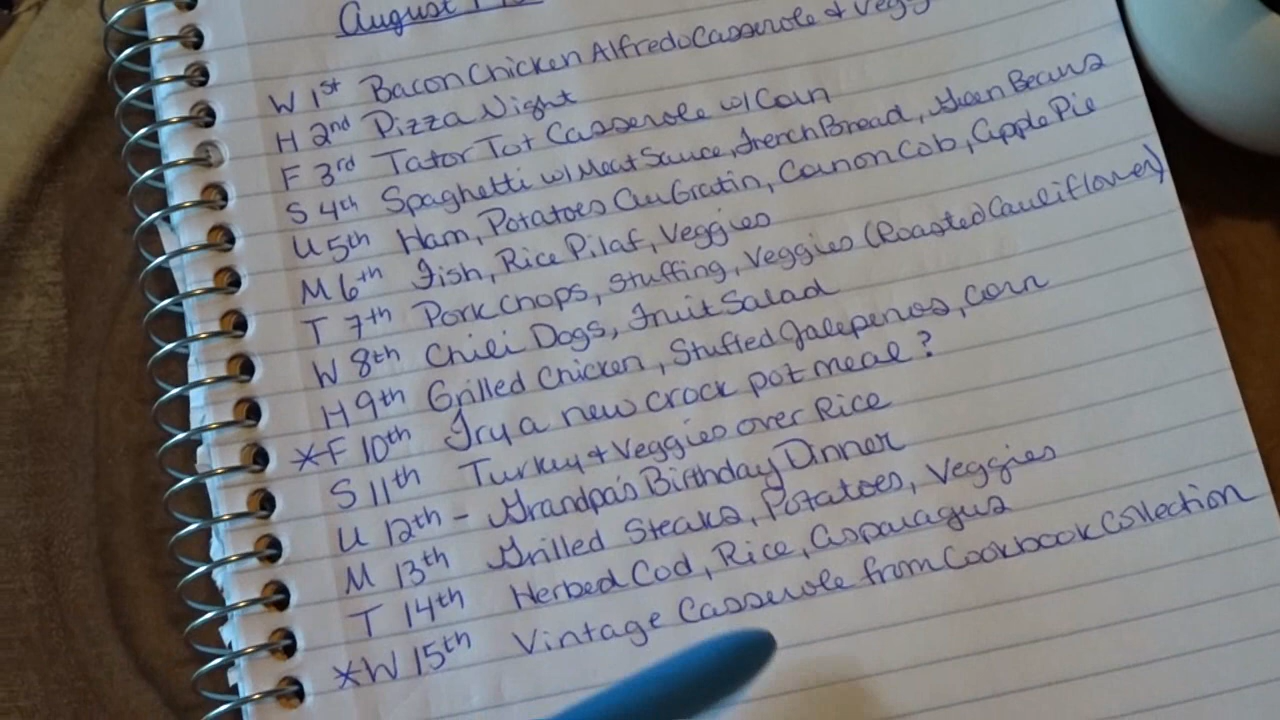 August 1
W 1st Bacon Chicken Alfredo Casserole +
H 2nd Pizza Night
F 3rd Tator Tot Casserole w/ Corn
S 4th Spaghetti w/ Meat Sauce, French Bread, Green Beans
U 5th Ham, Potatoes Au Gratin, Corn on Cob, Apple Pie
M 6th Fish, Rice Pilaf, Veggies
T 7th Pork Chops, Stuffing, Veggies (Roasted Cauliflower)
W 8th Chili Dogs, Fruit Salad
H 9th Grilled Chicken, Stuffed Jalepenos, Corn
*F 10th Try a new crock pot meal?
S 11th Turkey + Veggies over Rice
U 12th - Grandpa's Birthday Dinner
M 13th Grilled Steaks, Potatoes, Veggies
T 14th Herbed Cod, Rice, Asparagus
*W 15th Vintage Casserole from Cookbook Collection